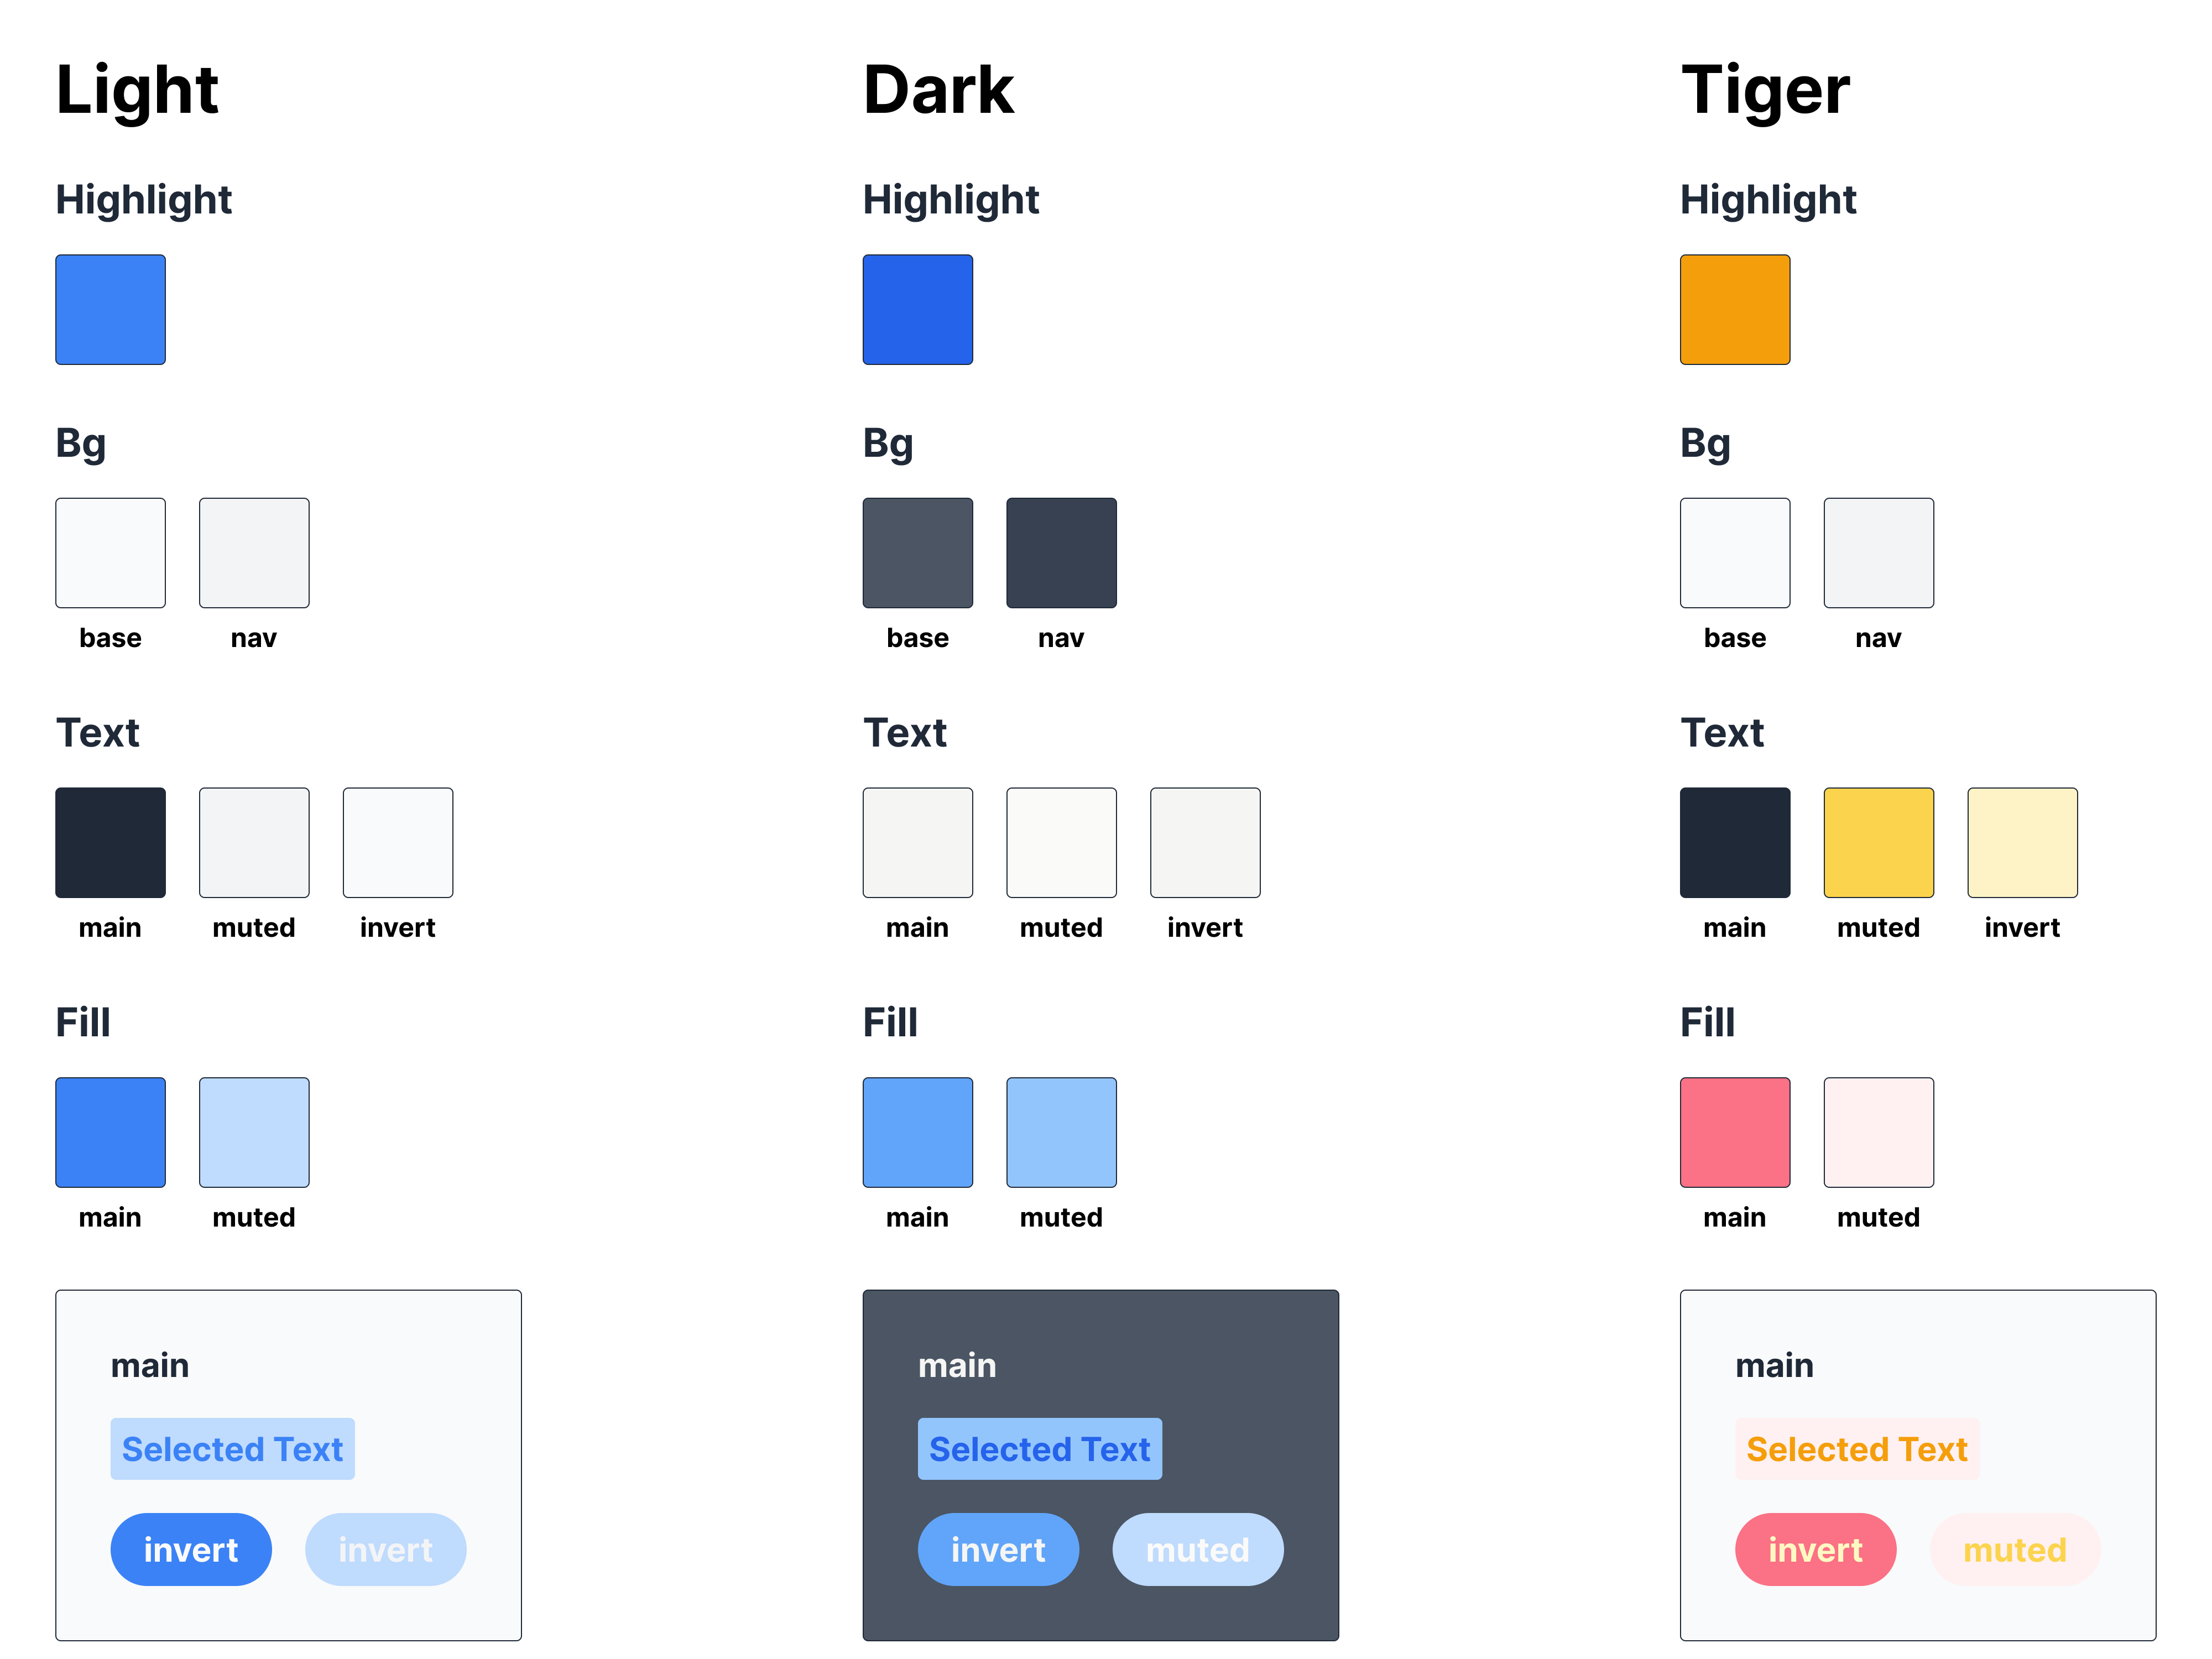 Light
Highlight
Bg
base nav
Text
main muted invert
Fill
main muted
main
Selected Text
invert invert
Dark
Highlight
Bg
base nav
Text
main muted invert
Fill
main muted
main
Selected Text
invert muted
Tiger
Highlight
Bg
base nav
Text
main muted invert
Fill
main muted
main
Selected Text
invert muted